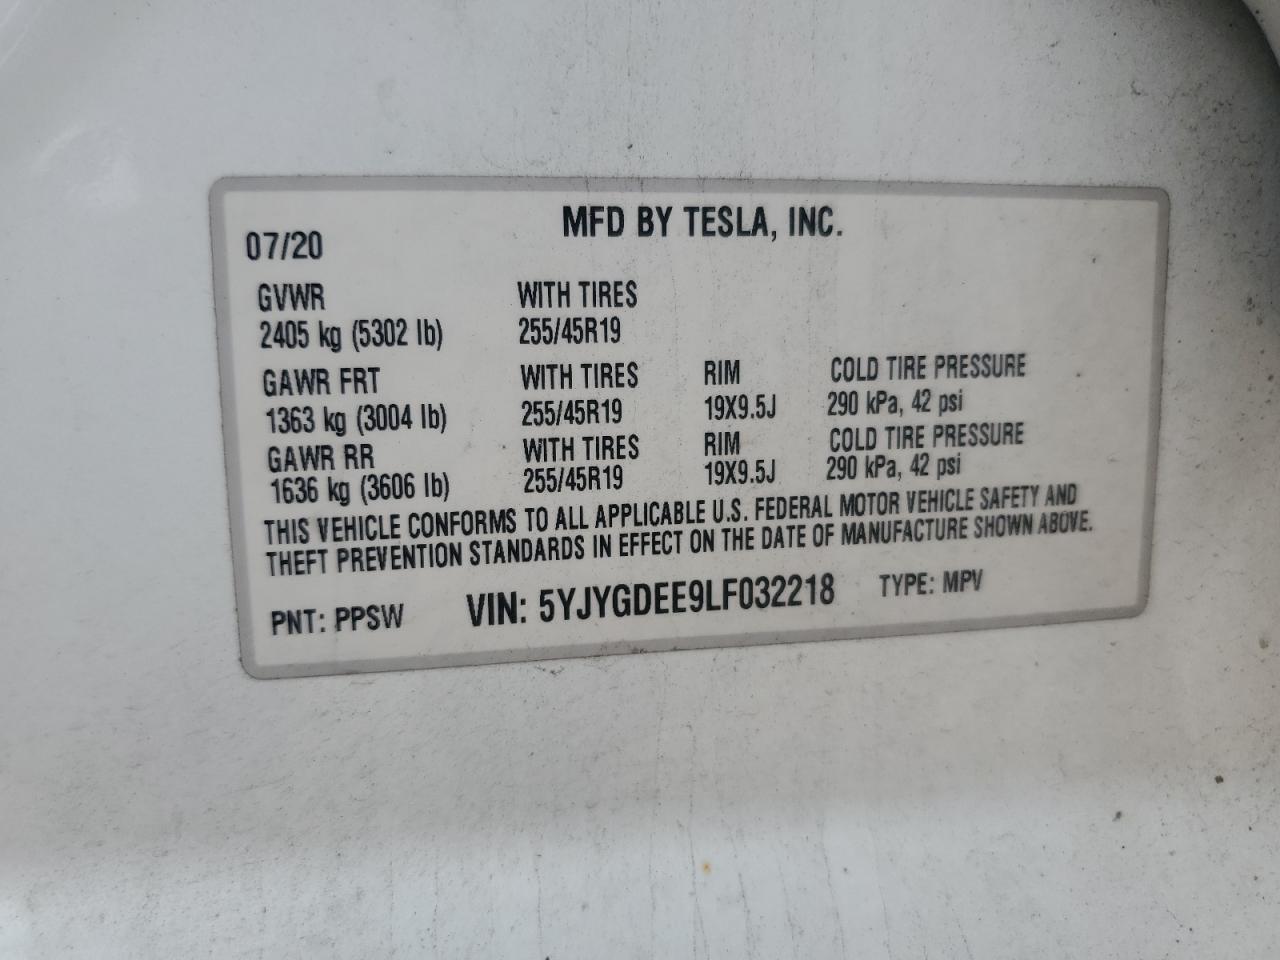 MFD BY TESLA, INC.
07/20
GVWR WITH TIRES
2405 kg (5302 lb) 255/45R19
GAWR FRT WITH TIRES RIM COLD TIRE PRESSURE
1363 kg (3004 lb) 255/45R19 19X9.5J 290 kPa, 42 psi
GAWR RR WITH TIRES RIM COLD TIRE PRESSURE
1636 kg (3606 lb) 255/45R19 19X9.5J 290 kPa, 42 psi
THIS VEHICLE CONFORMS TO ALL APPLICABLE U.S. FEDERAL MOTOR VEHICLE SAFETY AND
THEFT PREVENTION STANDARDS IN EFFECT ON THE DATE OF MANUFACTURE SHOWN ABOVE.
PNT: PPSW VIN: 5YJYGDEE9LF032218 TYPE: MPV